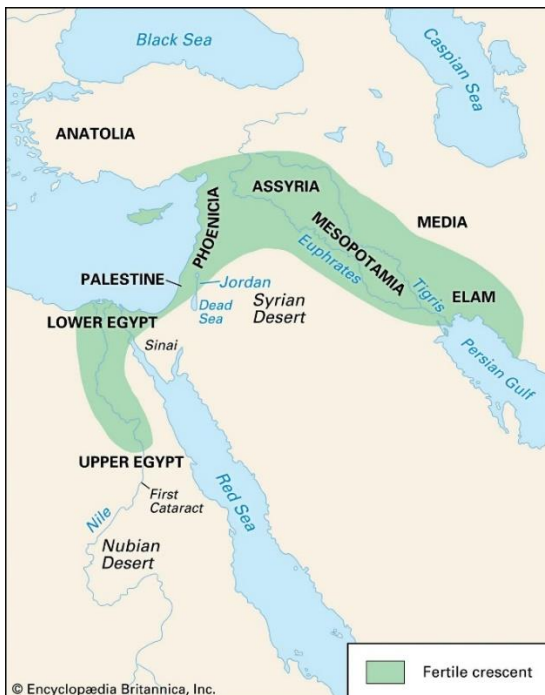 Black Sea
Caspian Sea
ANATOLIA
ASSYRIA
PHOENICIA
MESOPOTAMIA
MEDIA
Euphrates
Tigris
ELAM
PALESTINE
Jordan
Dead
Sea
Syrian
Desert
LOWER EGYPT
Sinai
Persian Gulf
UPPER EGYPT
First
Cataract
Red Sea
Nile
Nubian
Desert
Fertile crescent
© Encyclopædia Britannica, Inc.